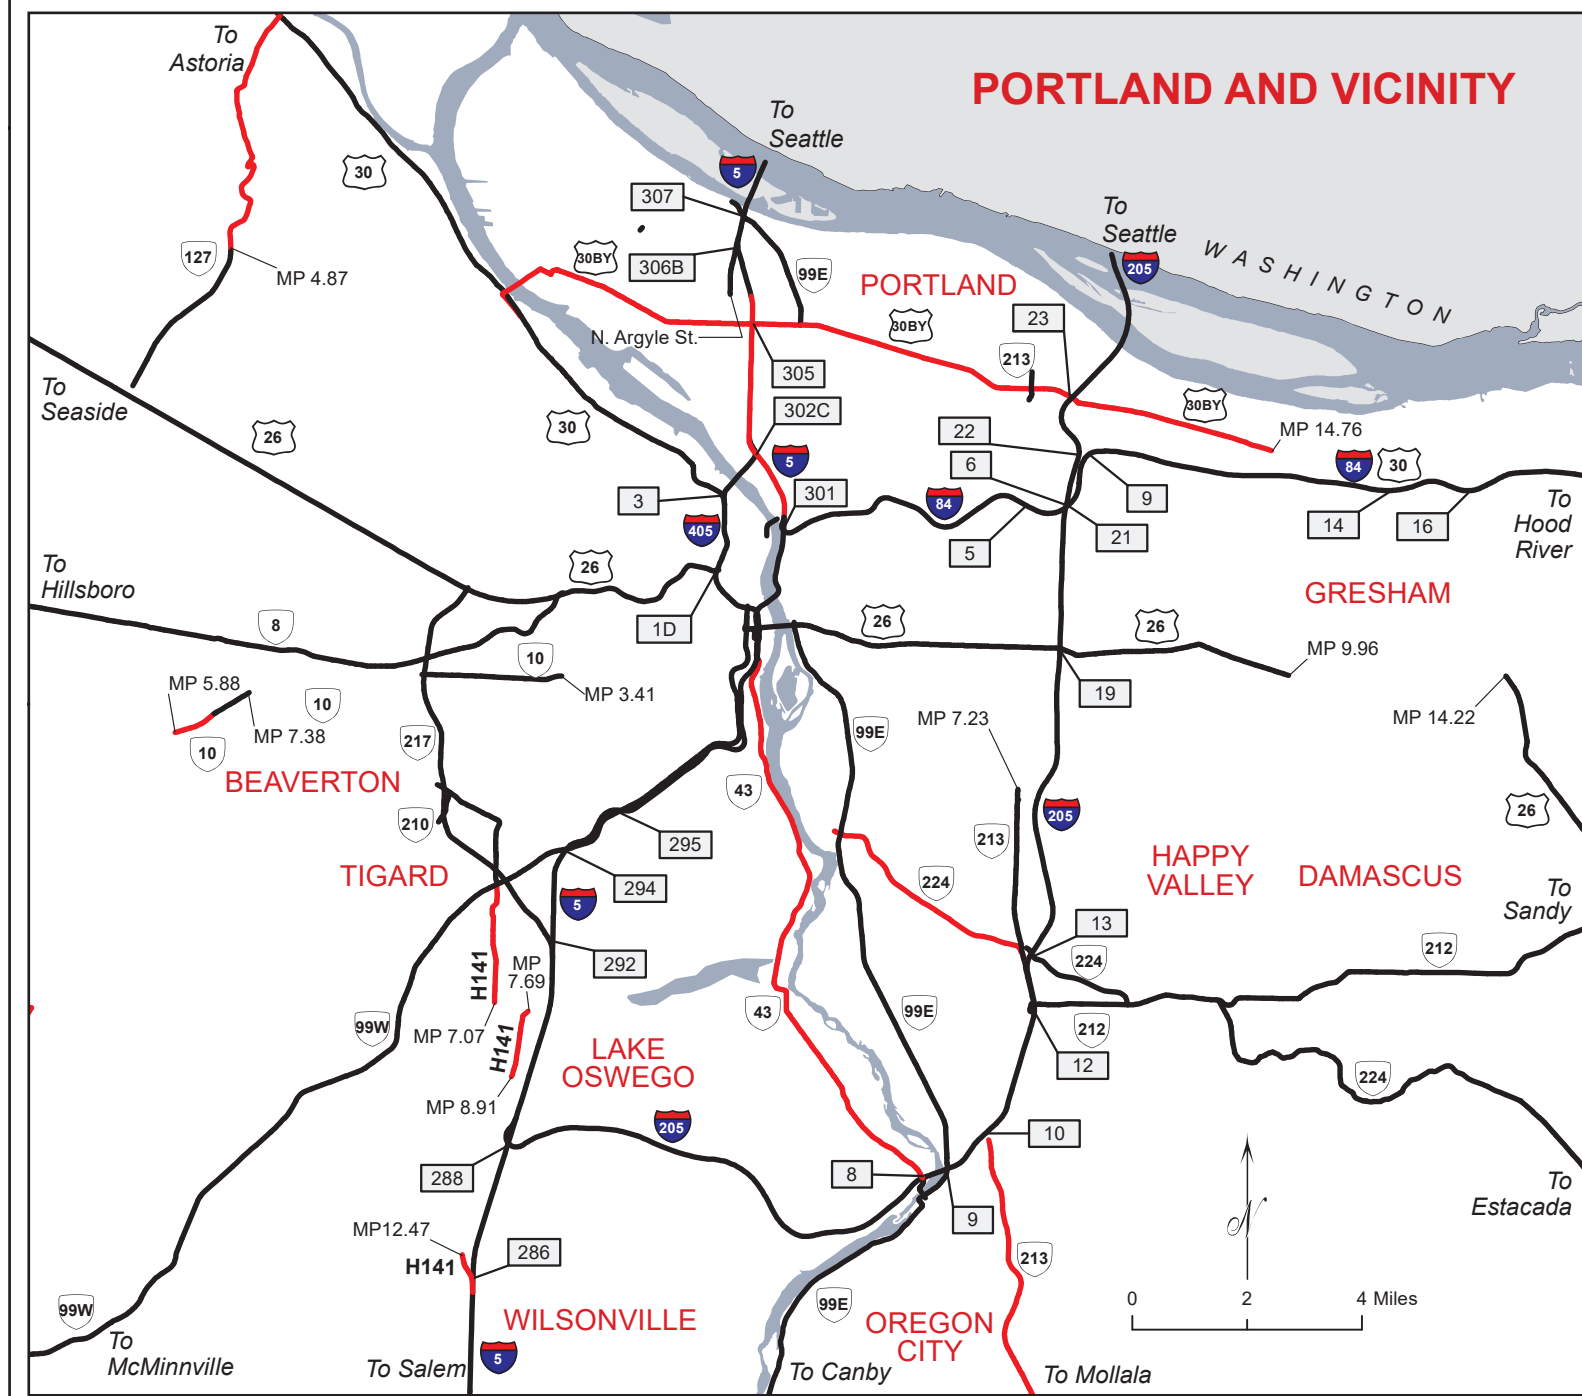 PORTLAND AND VICINITY
To
Astoria
To
Seattle
5
30
307
To
Seattle
205
WASHINGTON
127
MP 4.87
30BY
306B
99E
PORTLAND
30BY
23
N. Argyle St.
213
305
To
Seaside
302C
30BY
26
30
22
MP 14.76
5
6
84
30
3
301
84
9
To
Hood
River
405
5
21
14
16
To
Hillsboro
26
GRESHAM
8
1D
26
26
10
MP 9.96
MP 5.88
MP 3.41
19
10
MP 7.23
MP 14.22
MP 7.38
10
217
99E
BEAVERTON
43
205
26
210
295
213
TIGARD
294
224
HAPPY
VALLEY
DAMASCUS
5
To
Sandy
13
292
MP
7.69
H141
224
212
99W
MP 7.07
H141
43
99E
212
LAKE
OSWEGO
12
224
MP 8.91
205
10
288
8
To
Estacada
9
N
MP12.47
H141
286
213
0
2
4 Miles
99W
WILSONVILLE
99E
OREGON
CITY
To
McMinnville
To Salem
5
To Canby
To Mollala